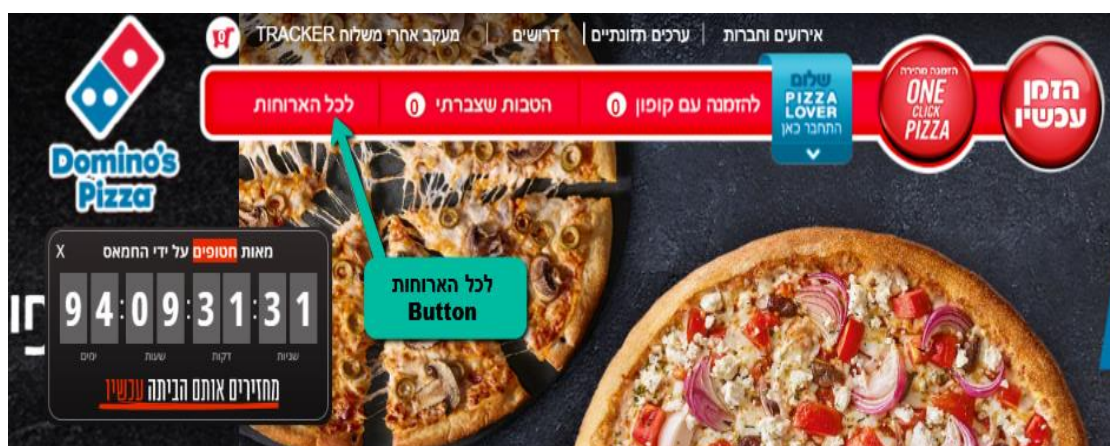 אירועים וחברות | ערכים תזונתיים | דרושים | מעקב אחרי משלוח TRACKER 0
הזמן
עכשיו
הזמנה מהירה
ONE
CLICK
PIZZA
שלום
PIZZA
LOVER
התחבר כאן
להזמנה עם קופון 0
הטבות שצברתי 0
לכל הארוחות
Domino's
Pizza
לכל הארוחות
Button
X
מאות חטופים על ידי החמאס
94:09:31:31
ימים שעות דקות שניות
מחזירים אותם הביתה עכשיו